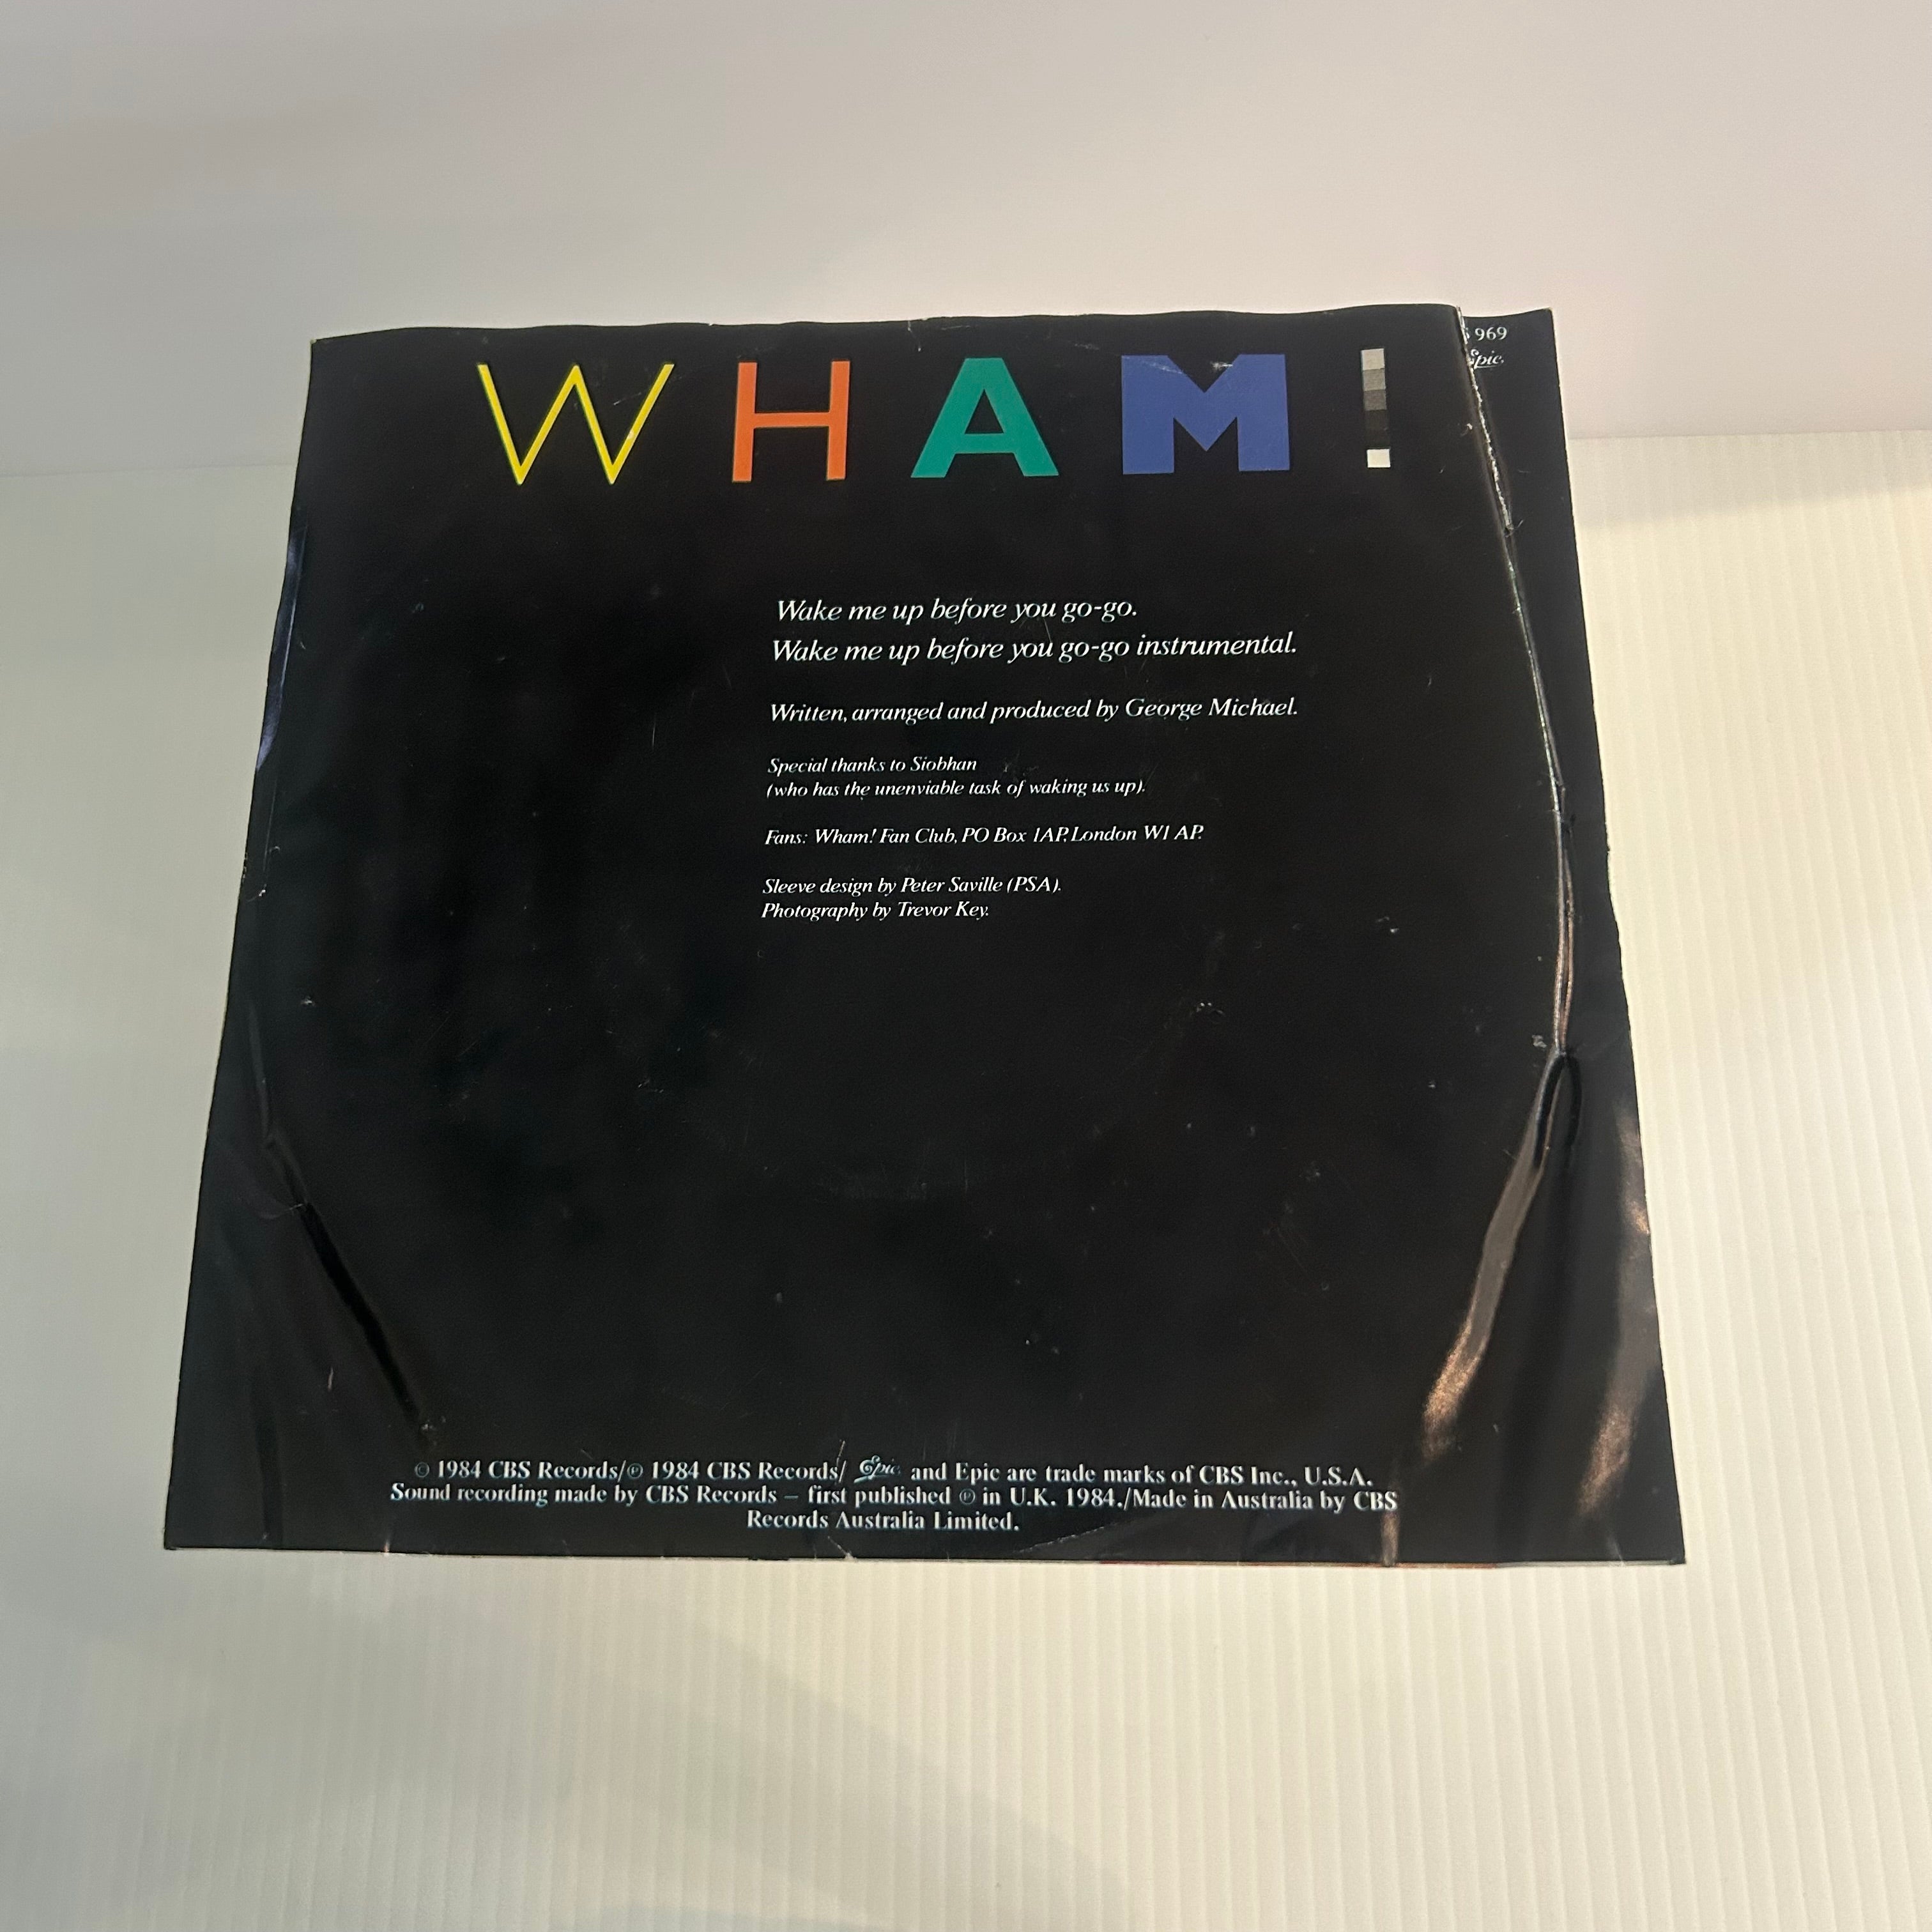 WHAM!
969
Epic
Wake me up before you go-go.
Wake me up before you go-go instrumental.
Written, arranged and produced by George Michael.
Special thanks to Siobhan
(who has the unenviable task of waking us up).
Fans: Wham! Fan Club, PO Box 1AP, London W1 AP.
Sleeve design by Peter Saville (PSA).
Photography by Trevor Key.
© 1984 CBS Records/℗ 1984 CBS Records/ Epic and Epic are trade marks of CBS Inc., U.S.A.
Sound recording made by CBS Records – first published ℗ in U.K. 1984./Made in Australia by CBS
Records Australia Limited.